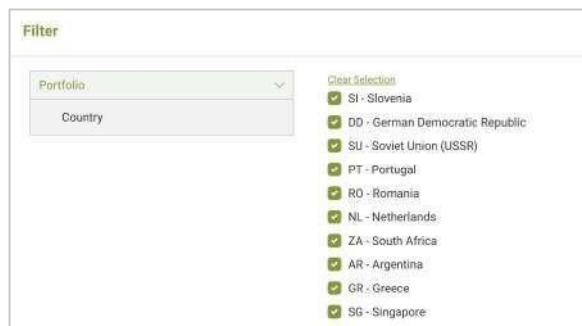 Filter
Portfolio
Country
Clear Selection
SI - Slovenia
DD - German Democratic Republic
SU - Soviet Union (USSR)
PT - Portugal
RO - Romania
NL - Netherlands
ZA - South Africa
AR - Argentina
GR - Greece
SG - Singapore